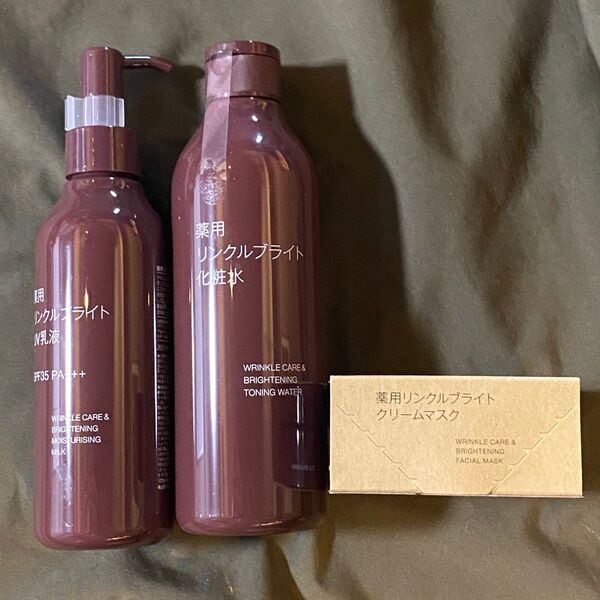 薬用
リンクルブライト
UV乳液
SPF35 PA+++
WRINKLE CARE &
BRIGHTENING
MOISTURISING
MILK
薬用
リンクルブライト
化粧水
WRINKLE CARE &
BRIGHTENING
TONING WATER
薬用リンクルブライト
クリームマスク
WRINKLE CARE &
BRIGHTENING
FACIAL MASK